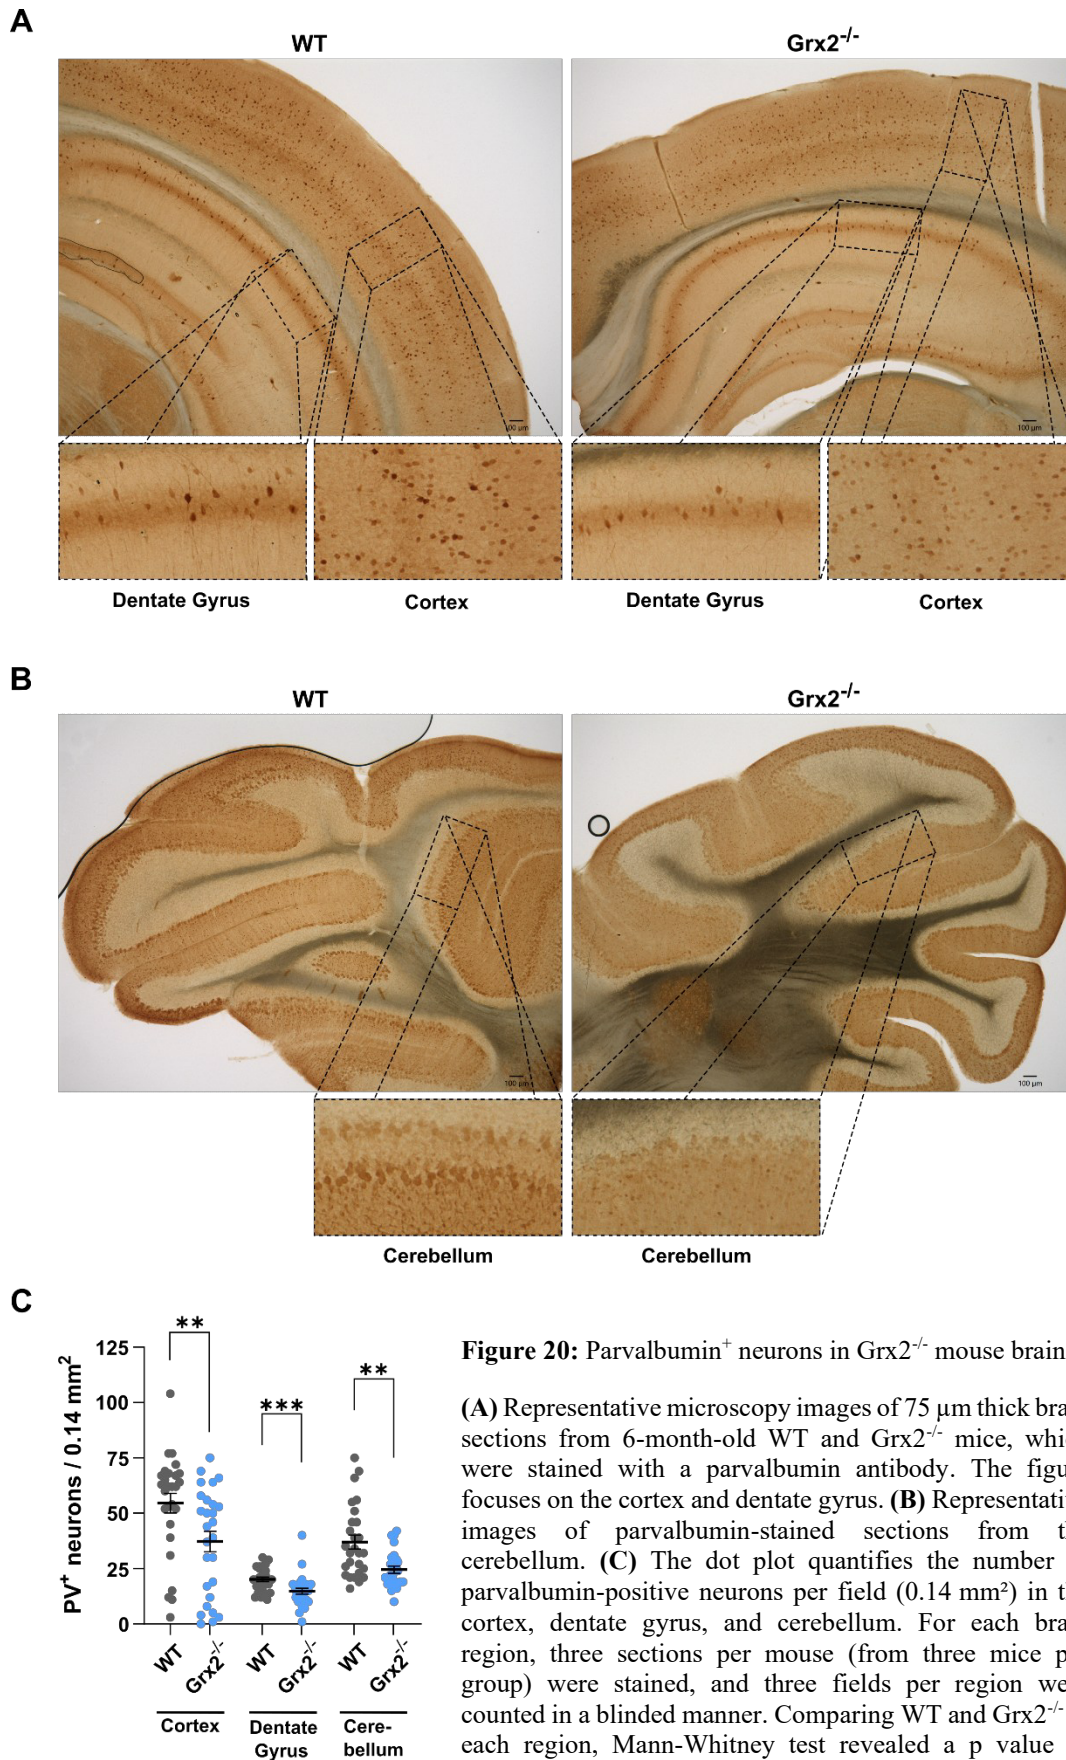 A
WT
Grx2-/-
100 µm
Dentate Gyrus
Cortex
Dentate Gyrus
Cortex
B
WT
Grx2-/-
100 µm
100 µm
Cerebellum
Cerebellum
C
PV+ neurons / 0.14 mm2
125
100
75
50
25
0
**
***
**
WT
Grx2-/-
WT
Grx2-/-
WT
Grx2-/-
Cortex
Dentate
Gyrus
Cere-
bellum
Figure 20: Parvalbumin+ neurons in Grx2-/- mouse brain
(A) Representative microscopy images of 75 µm thick
sections from 6-month-old WT and Grx2-/- mice,
were stained with a parvalbumin antibody. The
focuses on the cortex and dentate gyrus. (B)
images of parvalbumin-stained sections from
cerebellum. (C) The dot plot quantifies the number
parvalbumin-positive neurons per field (0.14 mm²) in
cortex, dentate gyrus, and cerebellum. For each
region, three sections per mouse (from three mice
group) were stained, and three fields per region
counted in a blinded manner. Comparing WT and Grx2-/-
each region, Mann-Whitney test revealed a p value